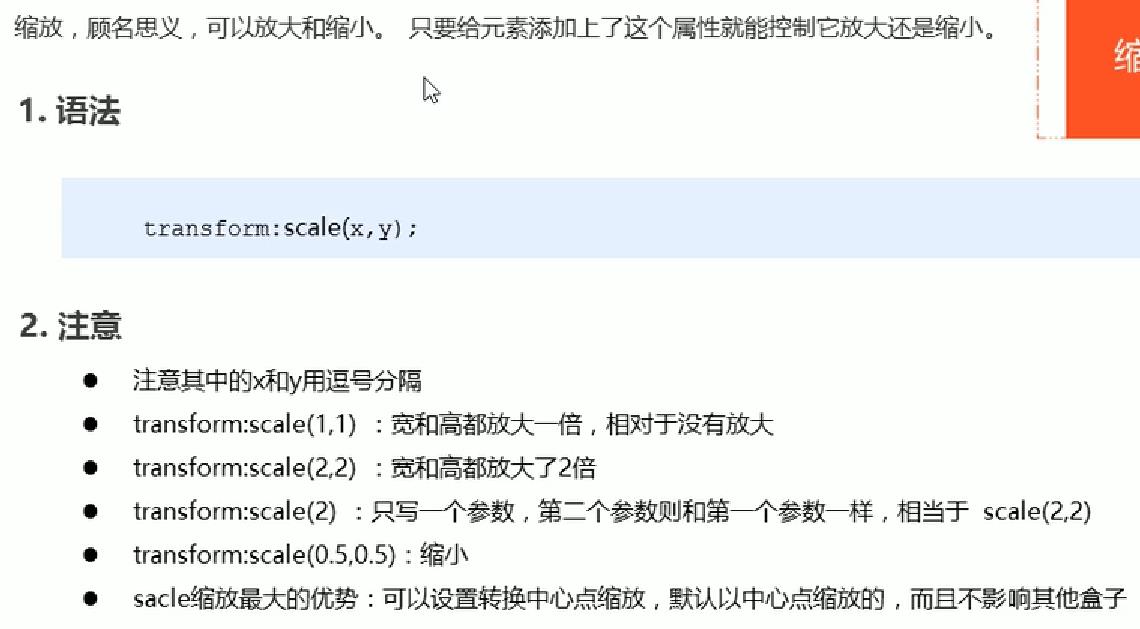 缩放，顾名思义，可以放大和缩小。 只要给元素添加上了这个属性就能控制它放大还是缩小。
缩
1. 语法
transform:scale(x,y);
2. 注意
● 注意其中的x和y用逗号分隔
● transform:scale(1,1) ：宽和高都放大一倍，相对于没有放大
● transform:scale(2,2) ：宽和高都放大了2倍
● transform:scale(2) ：只写一个参数，第二个参数则和第一个参数一样，相当于 scale(2,2)
● transform:scale(0.5,0.5)：缩小
● sacle缩放最大的优势：可以设置转换中心点缩放，默认以中心点缩放的，而且不影响其他盒子